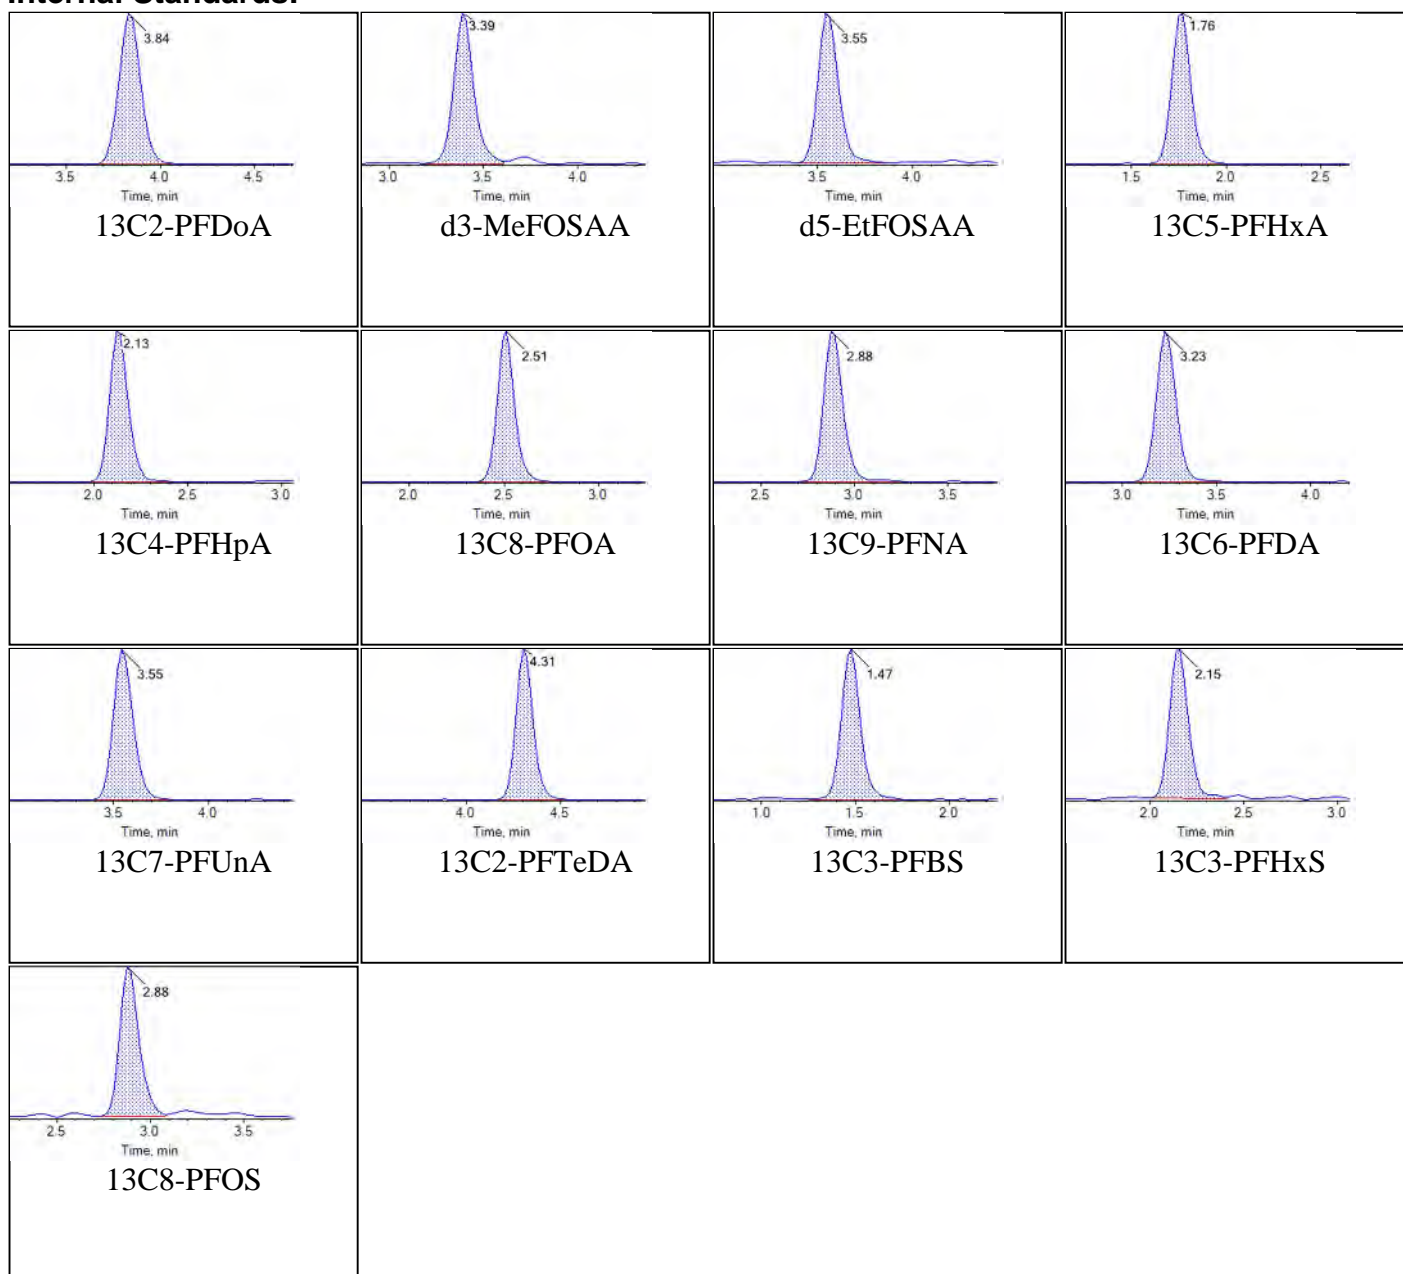 Internal Standards:
3.84
3.5 4.0 4.5
Time, min
13C2-PFDoA
3.39
3.0 3.5 4.0
Time, min
d3-MeFOSAA
3.55
3.5 4.0
Time, min
d5-EtFOSAA
1.76
1.5 2.0 2.5
Time, min
13C5-PFHxA
2.13
2.0 2.5 3.0
Time, min
13C4-PFHpA
2.51
2.0 2.5 3.0
Time, min
13C8-PFOA
2.88
2.5 3.0 3.5
Time, min
13C9-PFNA
3.23
3.0 3.5 4.0
Time, min
13C6-PFDA
3.55
3.5 4.0
Time, min
13C7-PFUnA
4.31
4.0 4.5
Time, min
13C2-PFTeDA
1.47
1.0 1.5 2.0
Time, min
13C3-PFBS
2.15
2.0 2.5 3.0
Time, min
13C3-PFHxS
2.88
2.5 3.0 3.5
Time, min
13C8-PFOS